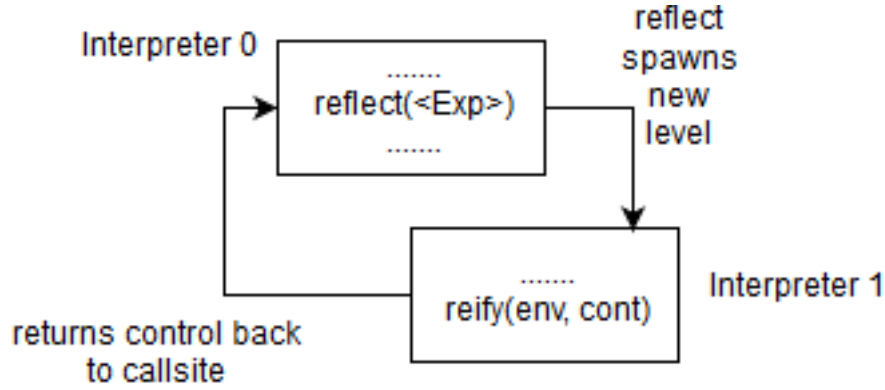 Interpreter 0
.......
reflect(<Exp>)
.......
reflect
spawns
new
level
.......
reify(env, cont)
Interpreter 1
returns control back
to callsite